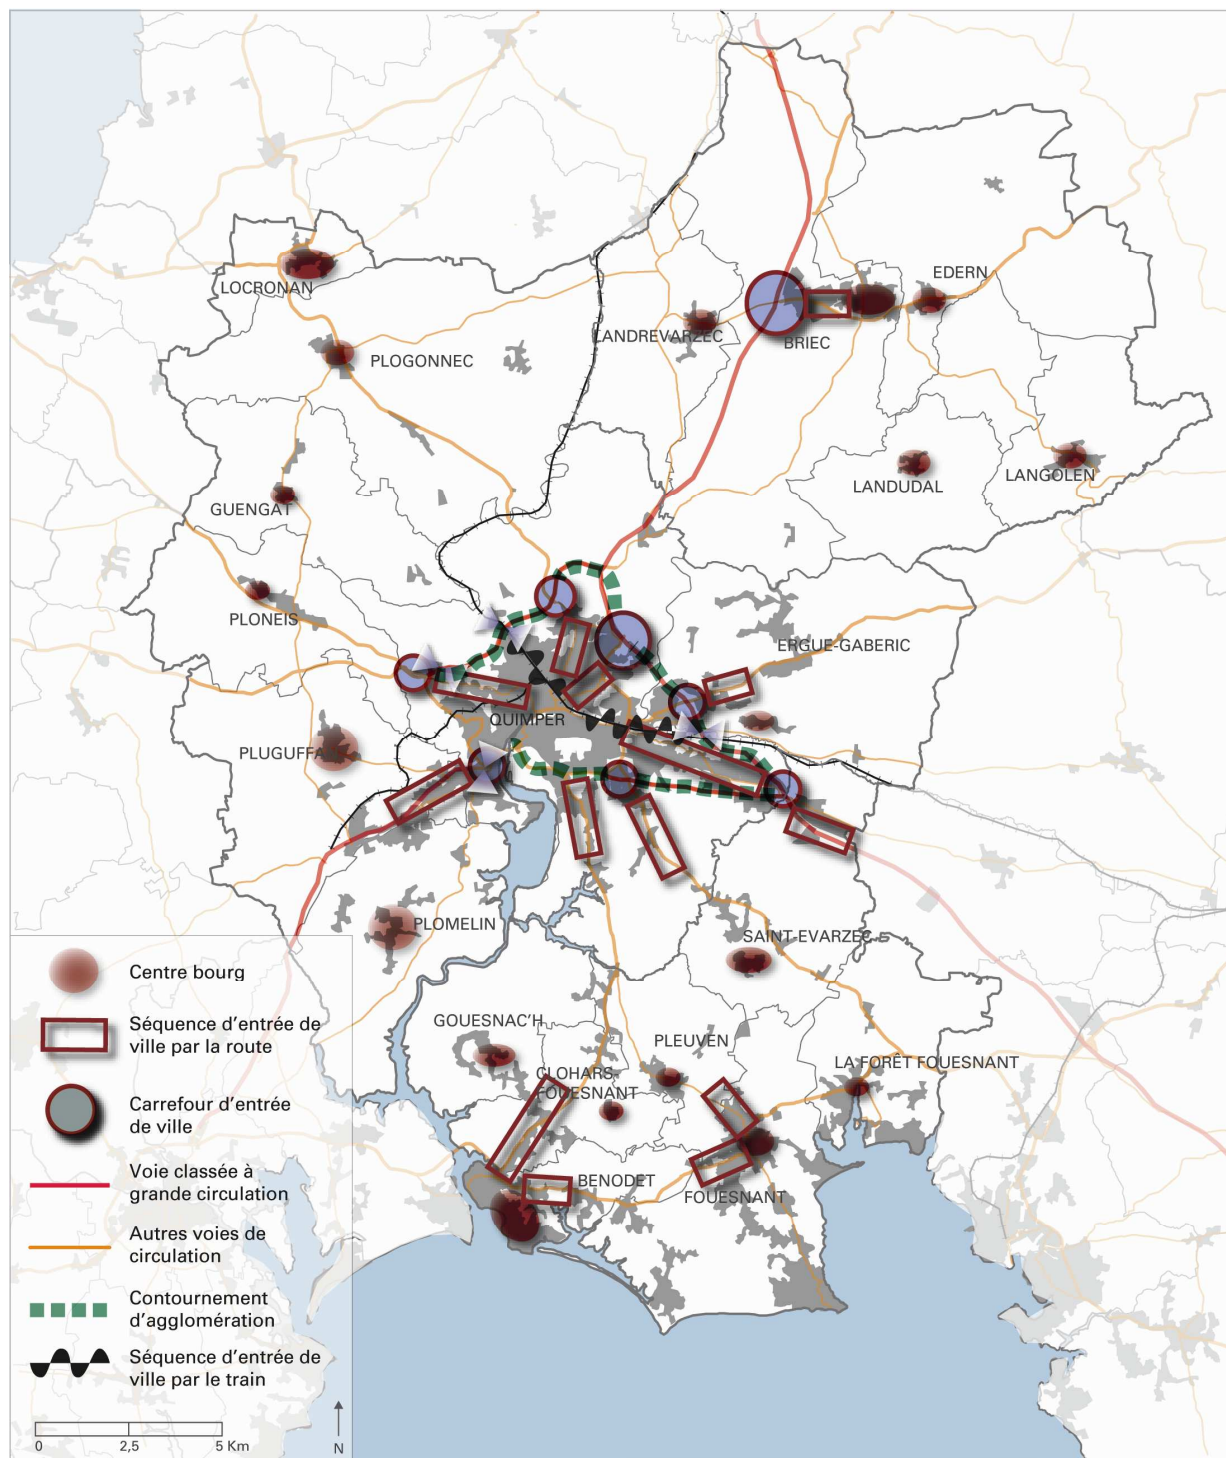 EDERN
LOCRONAN
LANDREVARZEC
BRIEC
PLOGONNEC
LANDUDAL
LANGOLEN
GUENGAT
PLONEIS
ERGUE-GABERIC
QUIMPER
PLUGUFFA
PLOMELIN
SAINT-EVARZEC
GOUESNAC'H
PLEUVEN
LA FORÊT FOUESNANT
CLOHARS-
FOUESNANT
BENODET
FOUESNANT
Centre bourg
Séquence d'entrée de
ville par la route
Carrefour d'entrée
de ville
Voie classée à
grande circulation
Autres voies de
circulation
Contournement
d'agglomération
Séquence d'entrée de
ville par le train
0 2,5 5 Km
N